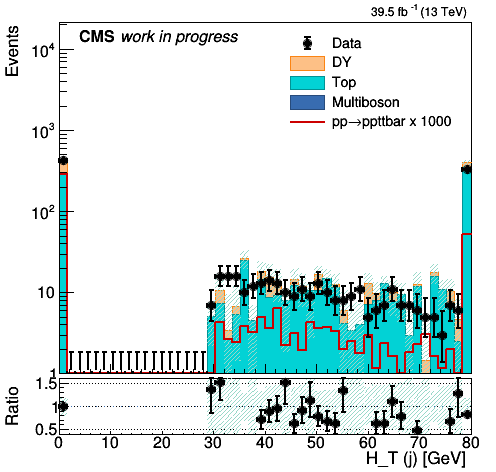 39.5 fb⁻¹ (13 TeV)
CMS work in progress
Data
DY
Top
Multiboson
pp→ppttbar x 1000
Events
10⁴
10³
10²
10
1
Ratio
1.5
1
0.5
0 10 20 30 40 50 60 70 80
H_T (j) [GeV]